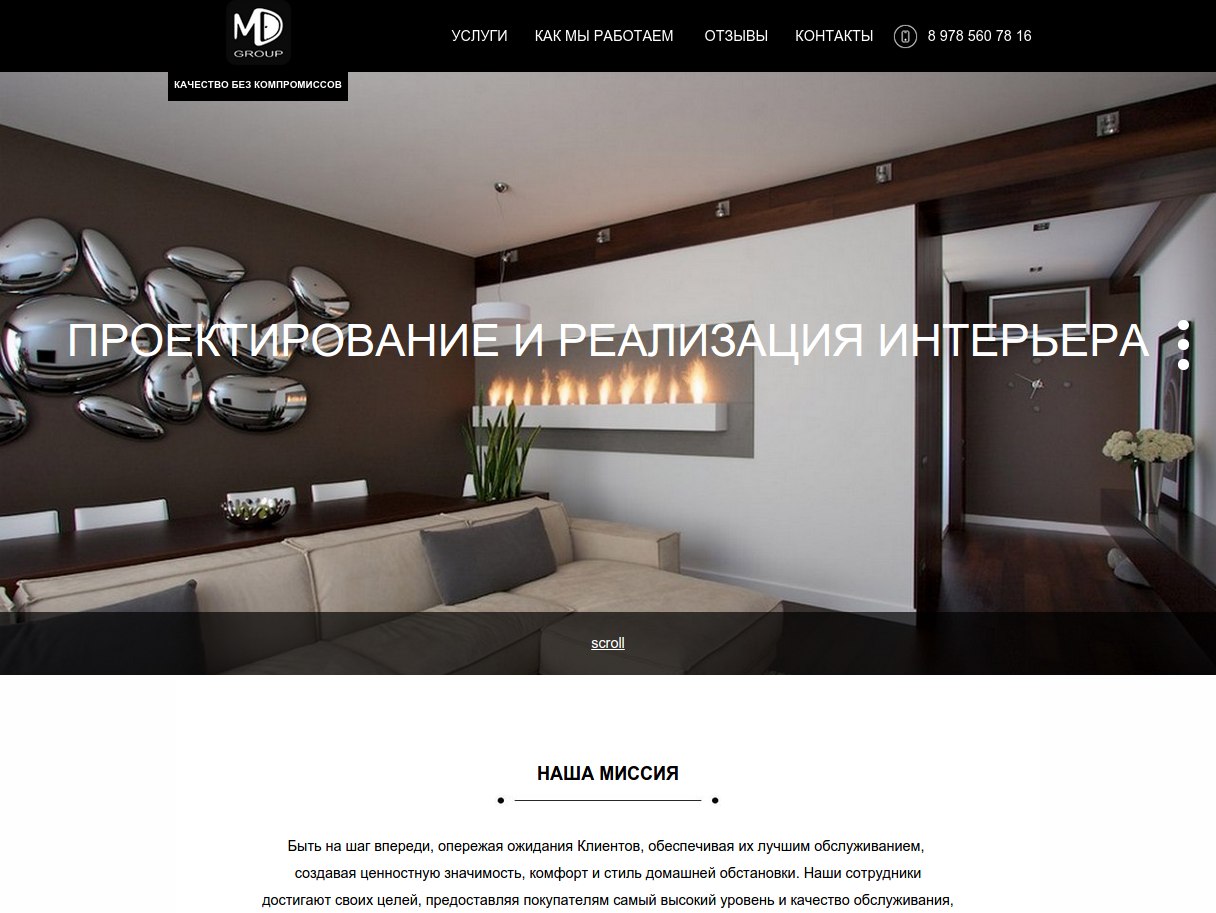 MD
GROUP
УСЛУГИ
КАК МЫ РАБОТАЕМ
ОТЗЫВЫ
КОНТАКТЫ
8 978 560 78 16
КАЧЕСТВО БЕЗ КОМПРОМИССОВ
ПРОЕКТИРОВАНИЕ И РЕАЛИЗАЦИЯ ИНТЕРЬЕРА
scroll
НАША МИССИЯ
Быть на шаг впереди, опережая ожидания Клиентов, обеспечивая их лучшим обслуживанием,
создавая ценностную значимость, комфорт и стиль домашней обстановки. Наши сотрудники
достигают своих целей, предоставляя покупателям самый высокий уровень и качество обслуживания,